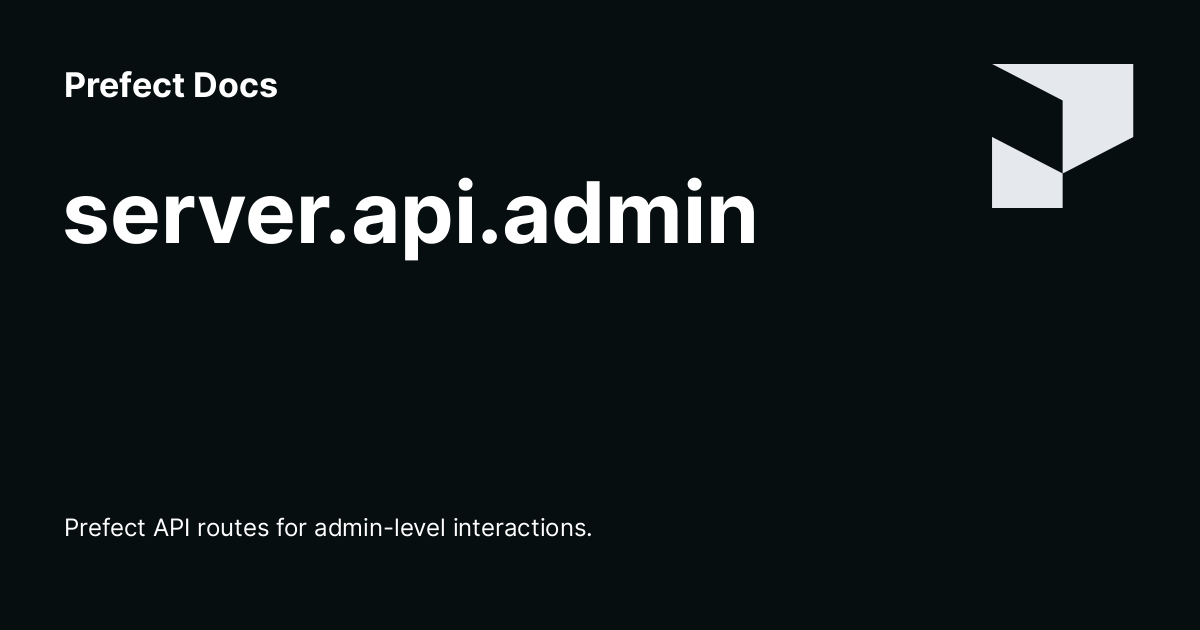 Prefect Docs
server.api.admin
Prefect API routes for admin-level interactions.